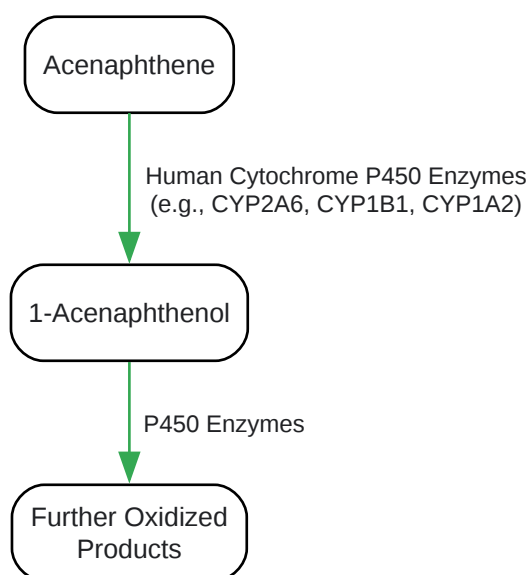 Acenaphthene
Human Cytochrome P450 Enzymes
(e.g., CYP2A6, CYP1B1, CYP1A2)
1-Acenaphthenol
P450 Enzymes
Further Oxidized
Products